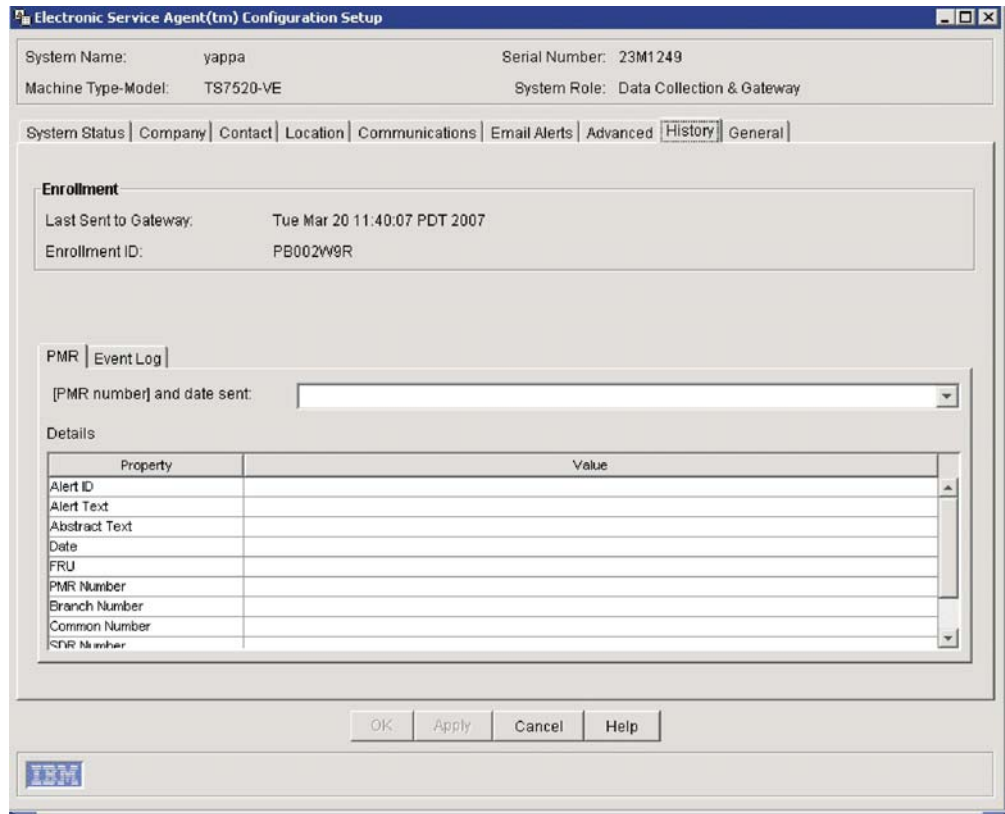 Electronic Service Agent(tm) Configuration Setup
System Name: yappa Serial Number: 23M1249
Machine Type-Model: TS7520-VE System Role: Data Collection & Gateway
System Status Company Contact Location Communications Email Alerts Advanced History General
Enrollment
Last Sent to Gateway: Tue Mar 20 11:40:07 PDT 2007
Enrollment ID: PB002W9R
PMR Event Log
[PMR number] and date sent:
Details
Property Value
Alert ID
Alert Text
Abstract Text
Date
FRU
PMR Number
Branch Number
Common Number
SDR Number
OK Apply Cancel Help
IBM